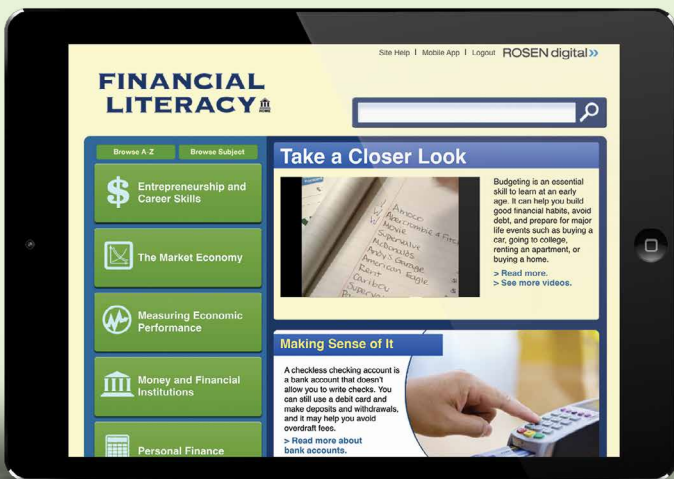 Site Help | Mobile App | Logout ROSEN digital»
FINANCIAL
LITERACY
Browse A-Z Browse Subject
Entrepreneurship and
Career Skills
The Market Economy
Measuring Economic
Performance
Money and Financial
Institutions
Personal Finance
Take a Closer Look
Amoco
Abercrombie & Fitch
Movie
Supervalu
McDonalds
Andy's Garage
American Eagle
Rent
Caribou
Budgeting is an essential
skill to learn at an early
age. It can help you build
good financial habits, avoid
debt, and prepare for major
life events such as buying a
car, going to college,
renting an apartment, or
buying a home.
> Read more.
> See more videos.
Making Sense of It
A checkless checking account is
a bank account that doesn't
allow you to write checks. You
can still use a debit card and
make deposits and withdrawals,
and it may help you avoid
overdraft fees.
> Read more about
bank accounts.